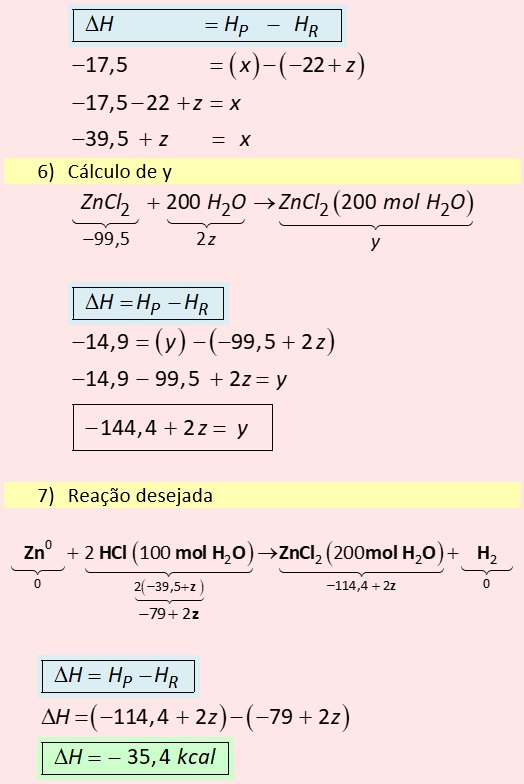 ΔH = H_P − H_R
−17,5 = (x)−(−22+z)
−17,5−22 +z = x
−39,5 + z = x
6) Cálculo de y
ZnCl₂ + 200 H₂O → ZnCl₂ (200 mol H₂O)
−99,5 2z y
ΔH = H_P − H_R
−14,9 = (y) −(−99,5 + 2z)
−14,9 − 99,5 + 2z = y
−144,4 + 2z = y
7) Reação desejada
Zn⁰ + 2 HCl (100 mol H₂O) → ZnCl₂ (200mol H₂O) + H₂
0 2(−39,5+z) −114,4 + 2z 0
−79 + 2z
ΔH = H_P − H_R
ΔH =(−114,4 + 2z)−(−79 + 2z)
ΔH = − 35,4 kcal